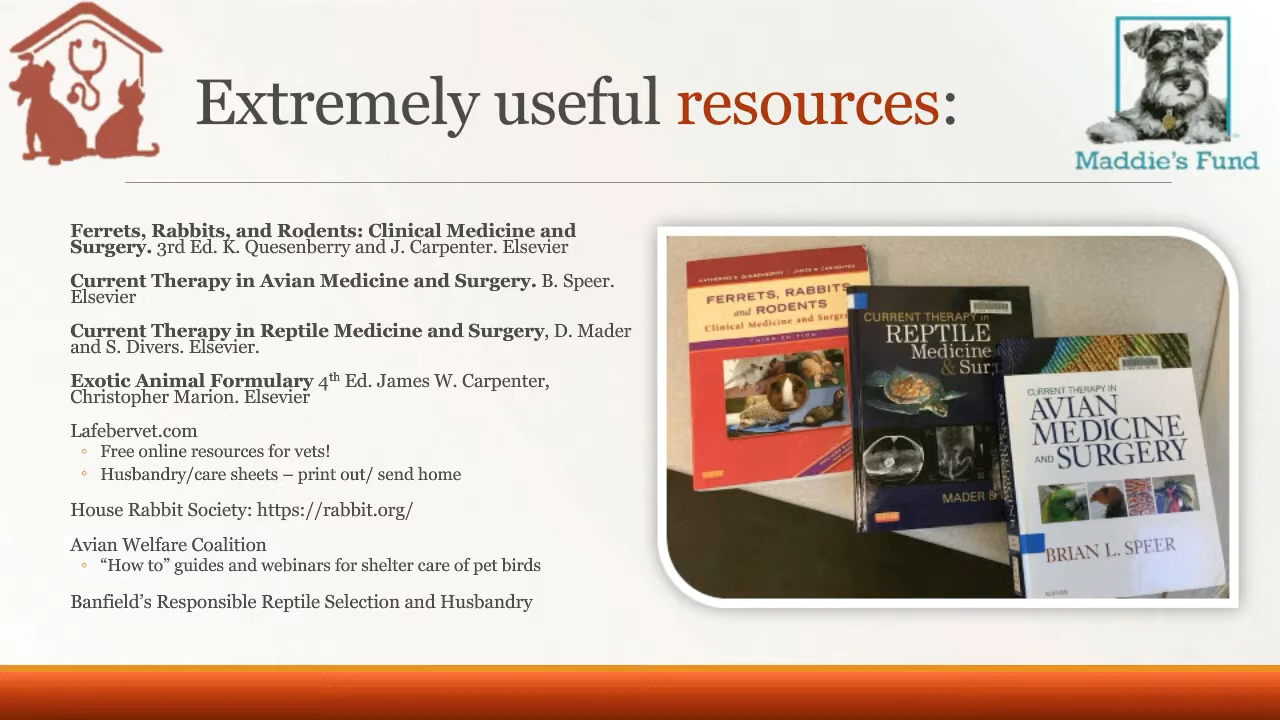 Extremely useful resources:
Maddie's Fund
Ferrets, Rabbits, and Rodents: Clinical Medicine and
Surgery. 3rd Ed. K. Quesenberry and J. Carpenter. Elsevier
Current Therapy in Avian Medicine and Surgery. B. Speer.
Elsevier
Current Therapy in Reptile Medicine and Surgery, D. Mader
and S. Divers. Elsevier.
Exotic Animal Formulary 4th Ed. James W. Carpenter,
Christopher Marion. Elsevier
Lafebervet.com
◦ Free online resources for vets!
◦ Husbandry/care sheets – print out/ send home
House Rabbit Society: https://rabbit.org/
Avian Welfare Coalition
◦ “How to” guides and webinars for shelter care of pet birds
Banfield’s Responsible Reptile Selection and Husbandry
KATHERINE E. QUESENBERRY JAMES W. CARPENTER
FERRETS, RABBITS,
and RODENTS
Clinical Medicine and Surger
THIRD EDITION
CURRENT THERAPY in
REPTILE
Medicine
& Sur
MADER &
CURRENT THERAPY IN
AVIAN
MEDICINE
AND SURGERY
BRIAN L. SPEER